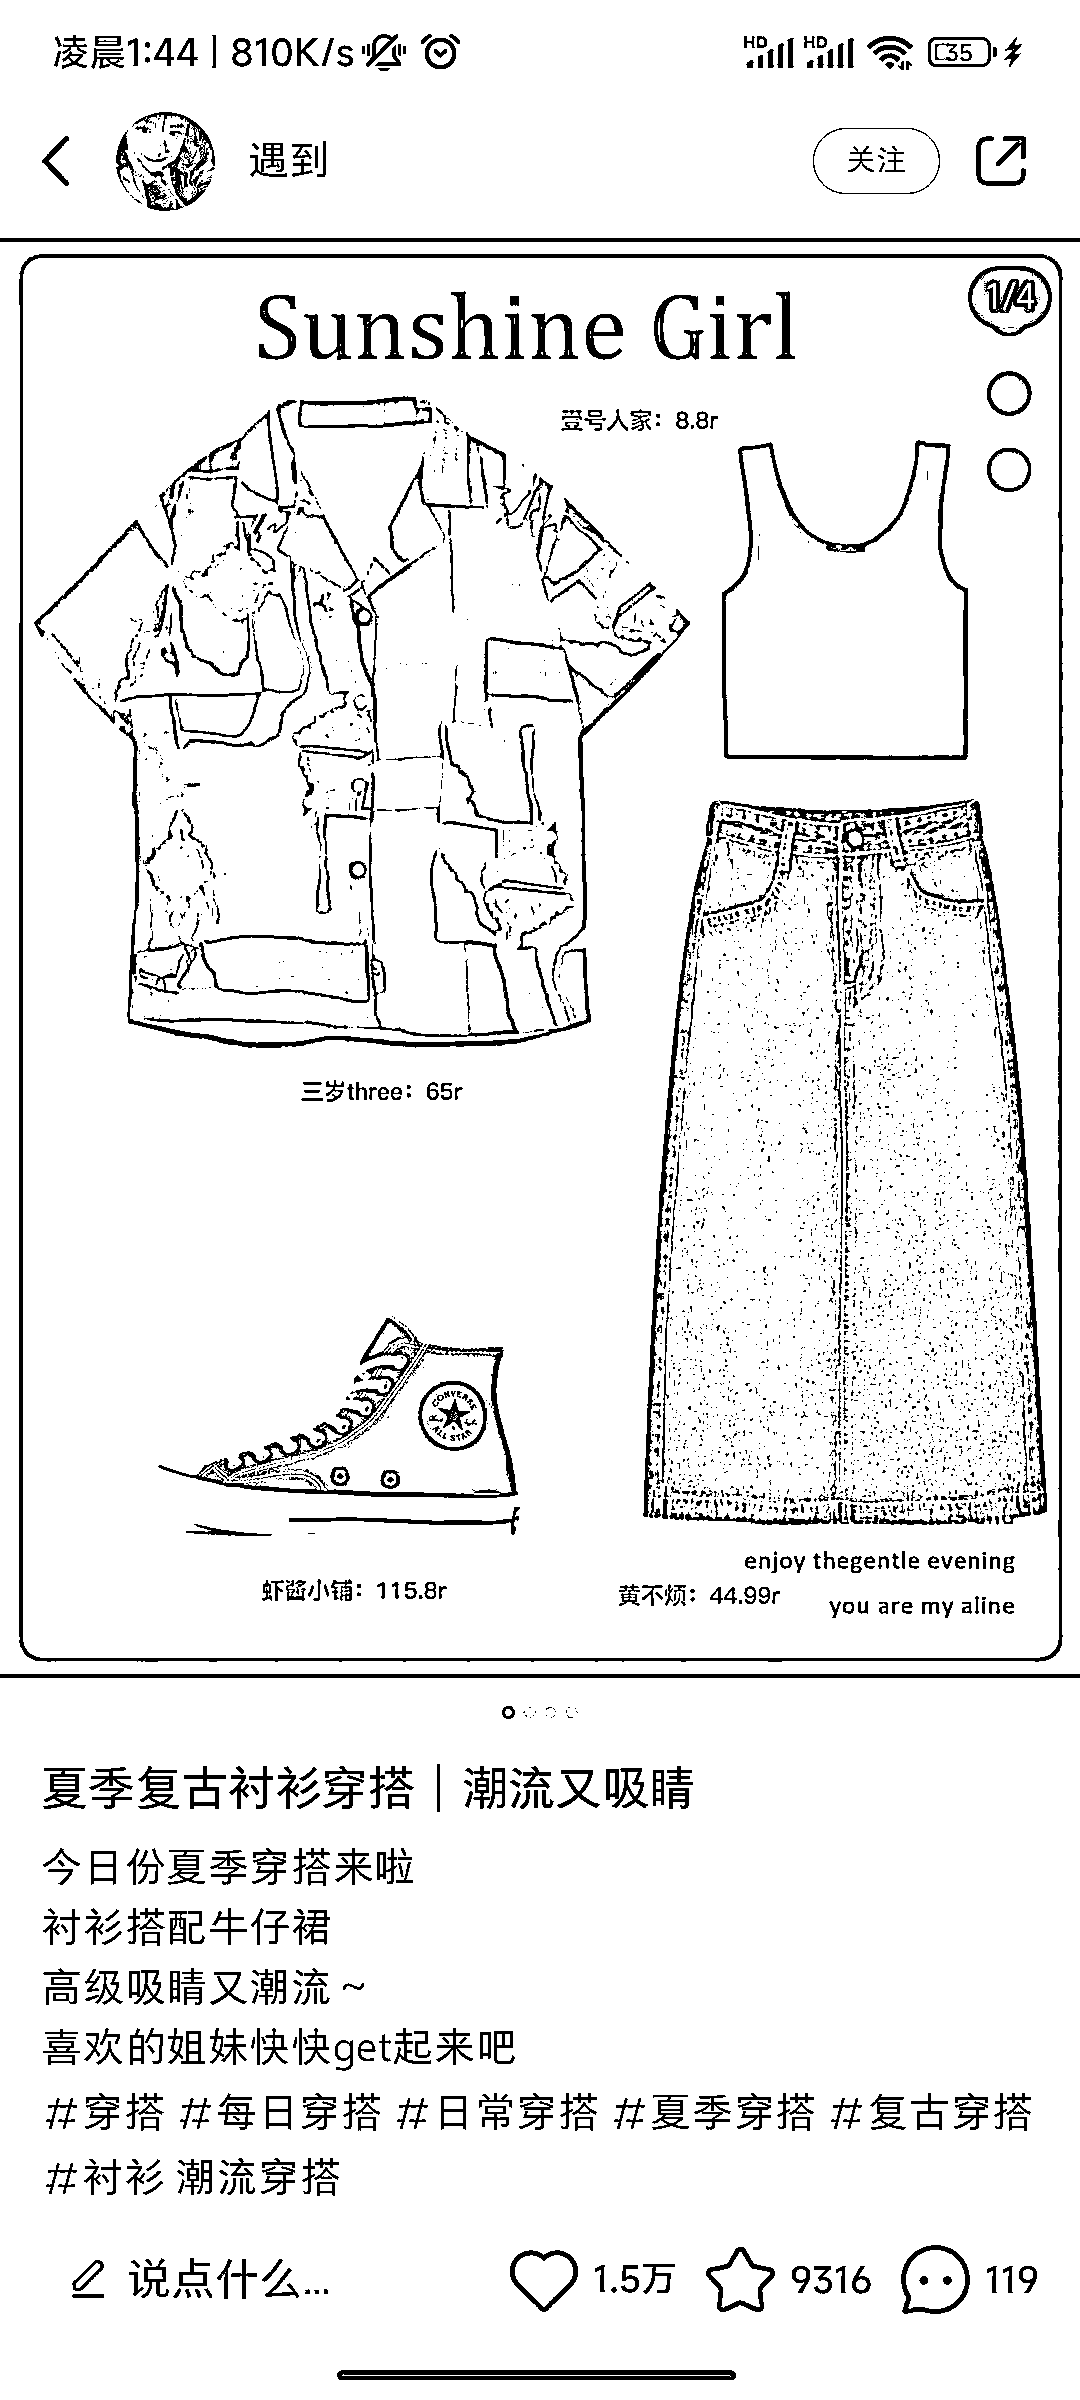 凌晨1:44 | 810K/s
HD HD 35
遇到
关注
1/4
Sunshine Girl
壹号人家：8.8r
三岁three：65r
CONVERSE
ALL STAR
虾酱小铺：115.8r
黄不烦：44.99r
enjoy thegentle evening
you are my aline
夏季复古衬衫穿搭｜潮流又吸睛
今日份夏季穿搭来啦
衬衫搭配牛仔裙
高级吸睛又潮流～
喜欢的姐妹快快get起来吧
#穿搭 #每日穿搭 #日常穿搭 #夏季穿搭 #复古穿搭
#衬衫 潮流穿搭
说点什么...
1.5万
9316
119